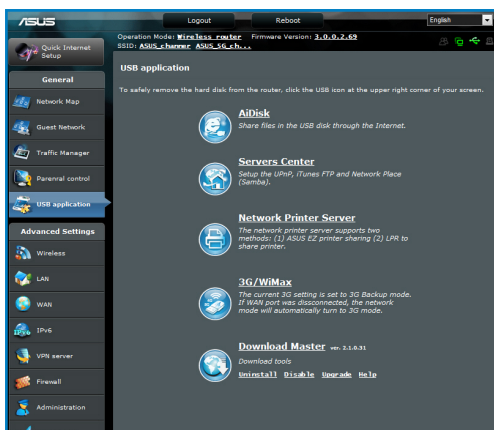 ASUS
Logout
Reboot
English
Operation Mode: Wireless router Firmware Version: 3.0.0.2.69
SSID: ASUS_channer ASUS_5G_ch...
Quick Internet
Setup
General
Network Map
Guest Network
Traffic Manager
Parenral control
USB application
Advanced Settings
Wireless
LAN
WAN
IPv6
VPN server
Firewall
Administration
USB application
To safely remove the hard disk from the router, click the USB icon at the upper right corner of your screen.
AiDisk
Share files in the USB disk through the Internet.
Servers Center
Setup the UPnP, iTunes FTP and Network Place
(Samba).
Network Printer Server
The network printer server supports two
methods: (1) ASUS EZ printer sharing (2) LPR to
share printer.
3G/WiMax
The current 3G setting is set to 3G Backup mode.
If WAN port was dissconnected, the network
mode will automatically turn to 3G mode.
Download Master ver. 2.1.0.31
Download tools
Uninstall Disable Upgrade Help